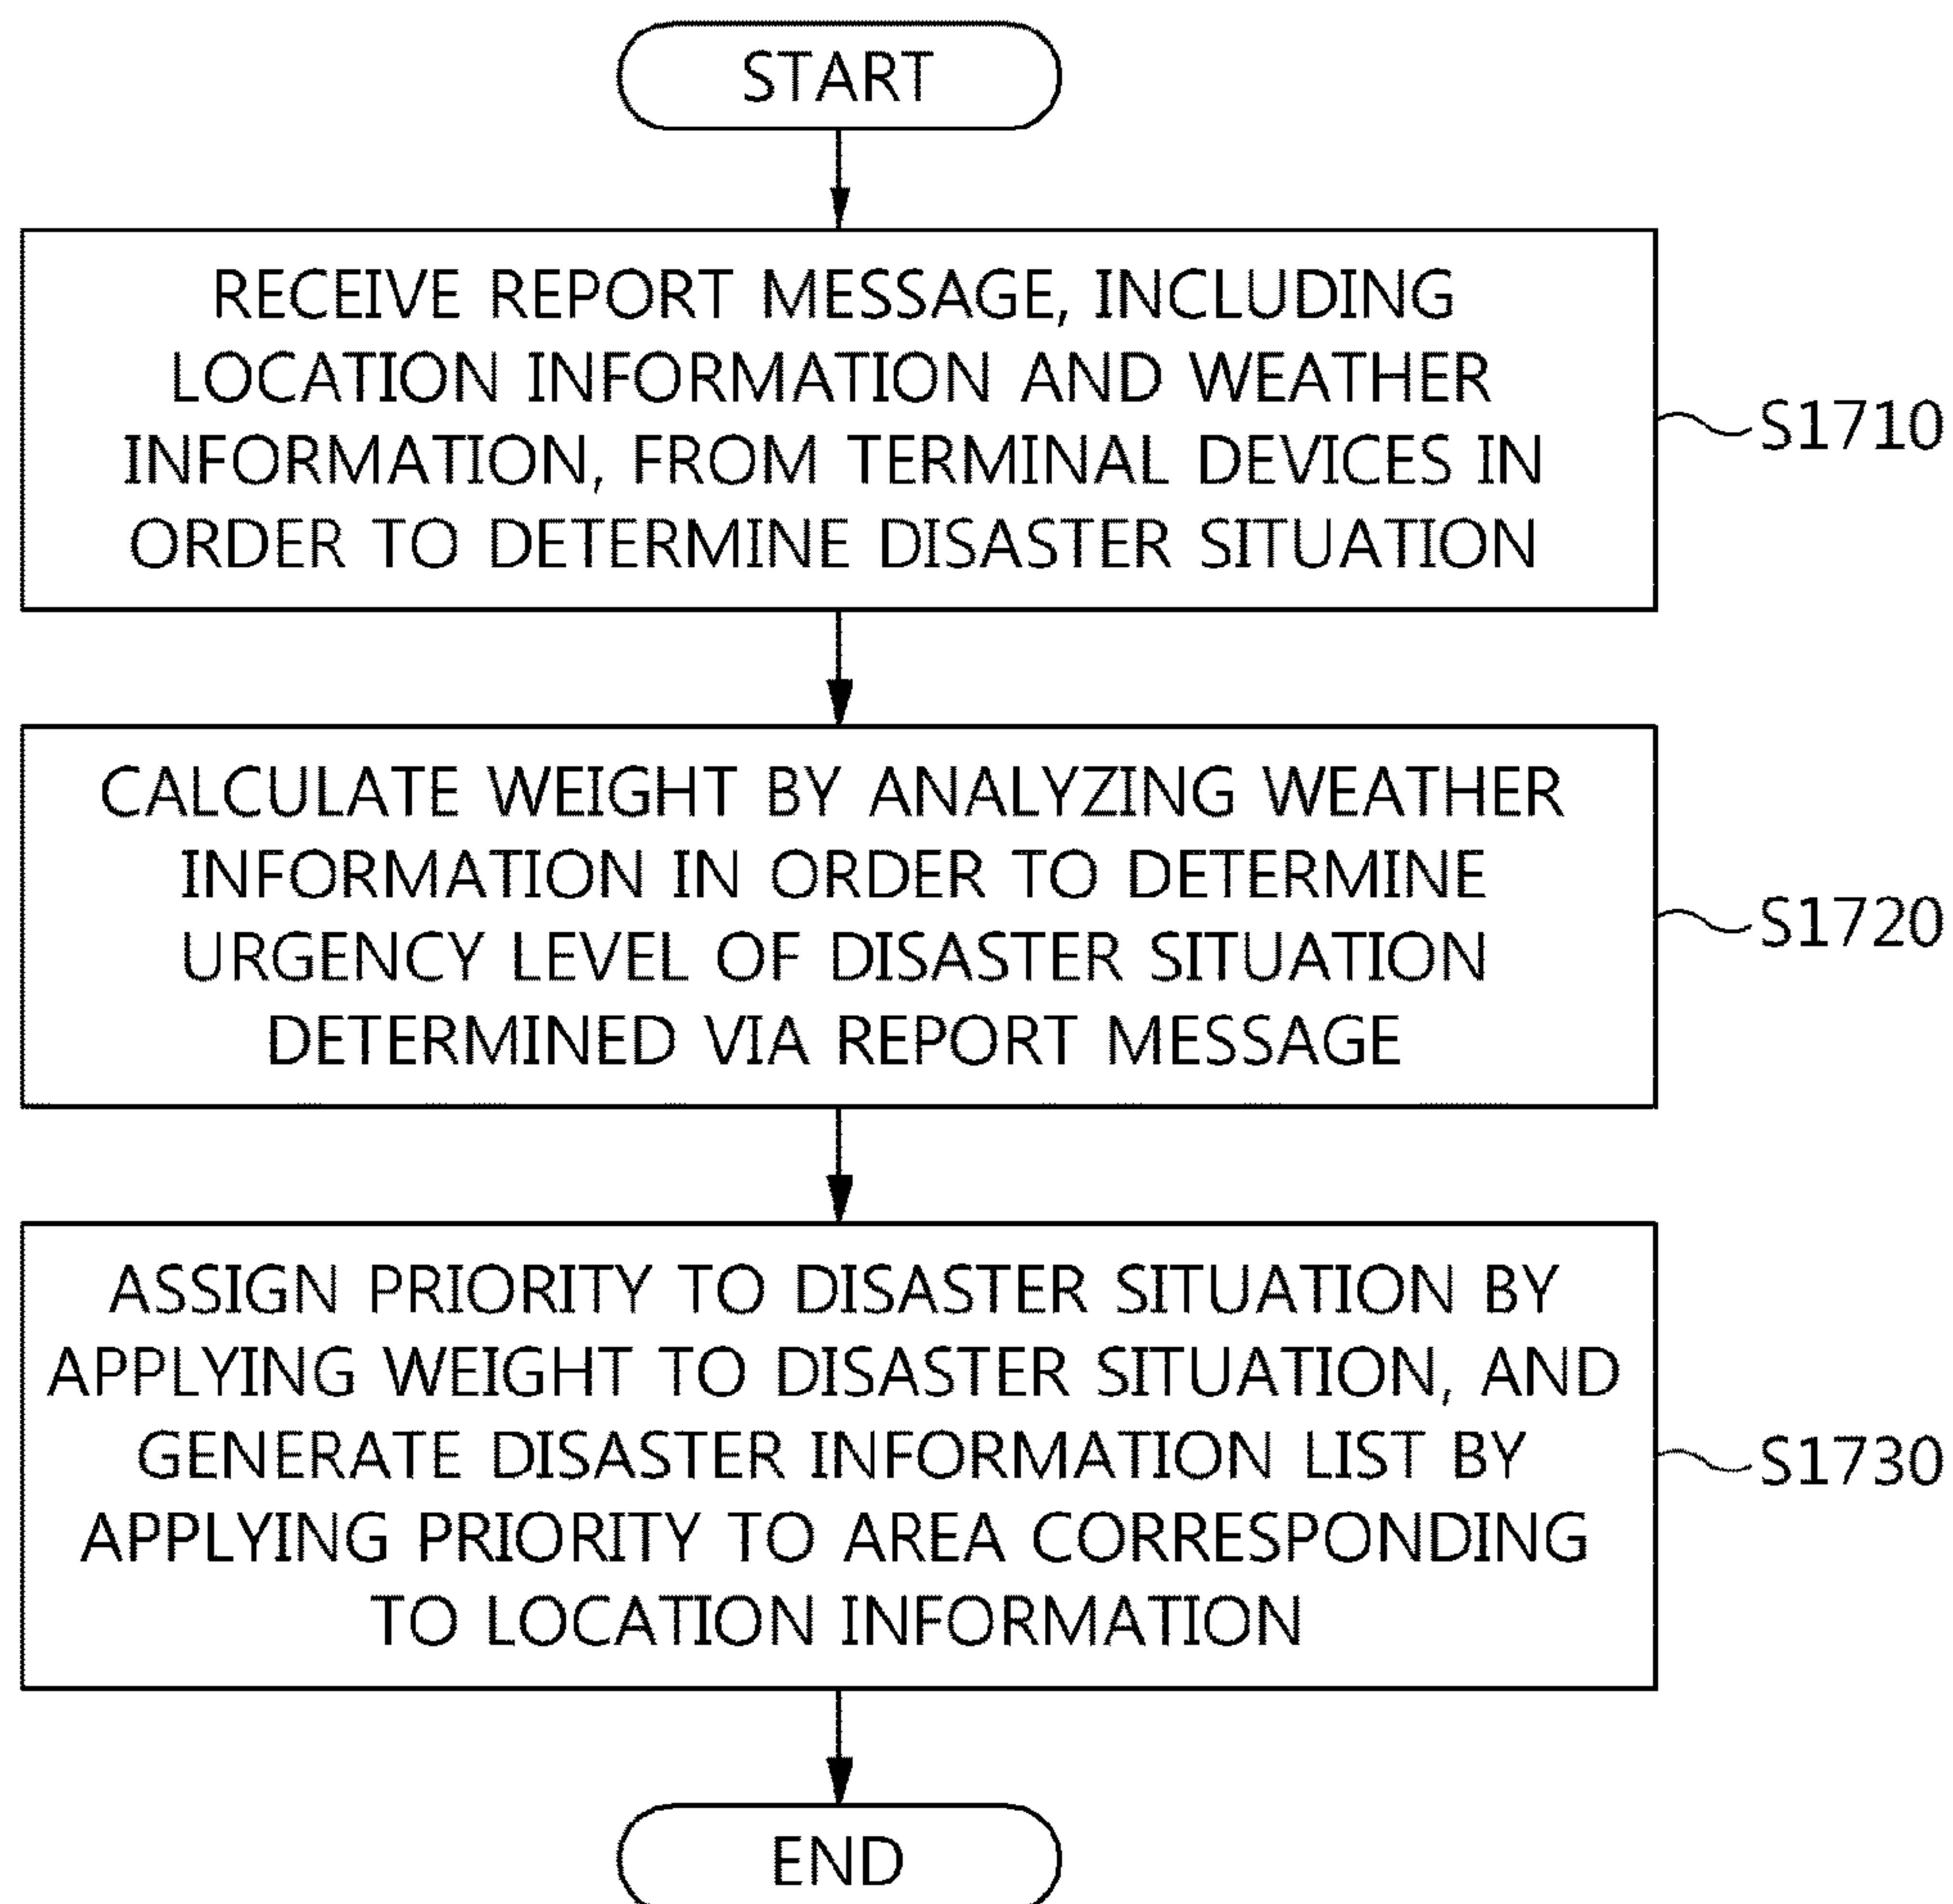 START
RECEIVE REPORT MESSAGE, INCLUDING
LOCATION INFORMATION AND WEATHER
INFORMATION, FROM TERMINAL DEVICES IN
ORDER TO DETERMINE DISASTER SITUATION
S1710
CALCULATE WEIGHT BY ANALYZING WEATHER
INFORMATION IN ORDER TO DETERMINE
URGENCY LEVEL OF DISASTER SITUATION
DETERMINED VIA REPORT MESSAGE
S1720
ASSIGN PRIORITY TO DISASTER SITUATION BY
APPLYING WEIGHT TO DISASTER SITUATION, AND
GENERATE DISASTER INFORMATION LIST BY
APPLYING PRIORITY TO AREA CORRESPONDING
TO LOCATION INFORMATION
S1730
END